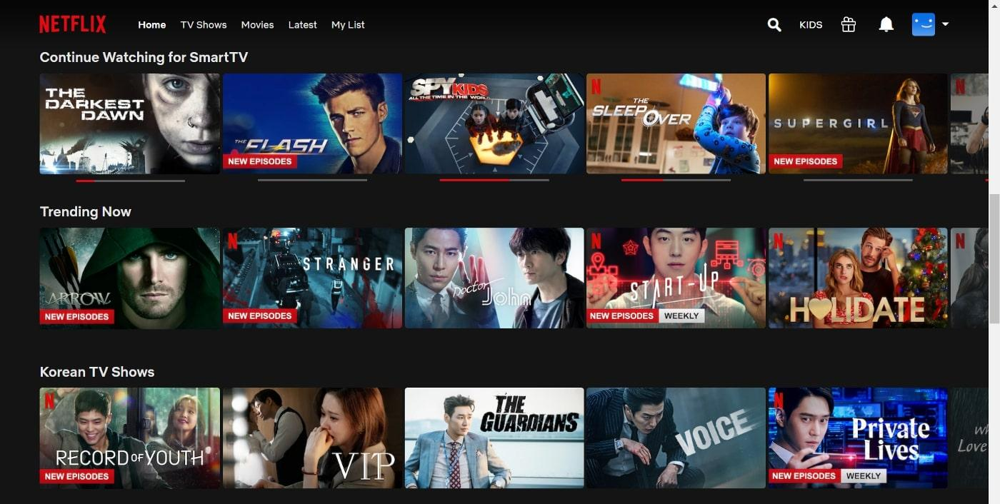 NETFLIX
Home TV Shows Movies Latest My List
KIDS
Continue Watching for SmartTV
THE
DARKEST
DAWN
THE
FLASH
NEW EPISODES
SPY KIDS
ALL THE TIME IN THE WORLD
N
THE
SLEEPOVER
SUPERGIRL
NEW EPISODES
N
Trending Now
ARROW
NEW EPISODES
N
STRANGER
NEW EPISODES
Doctor
John
N
START-UP
NEW EPISODES WEEKLY
N
HOLIDATE
N
Korean TV Shows
N
RECORD OF YOUTH
NEW EPISODES
VIP
THE
GUARDIANS
VOICE
N
Private
Lives
NEW EPISODES WEEKLY
Love